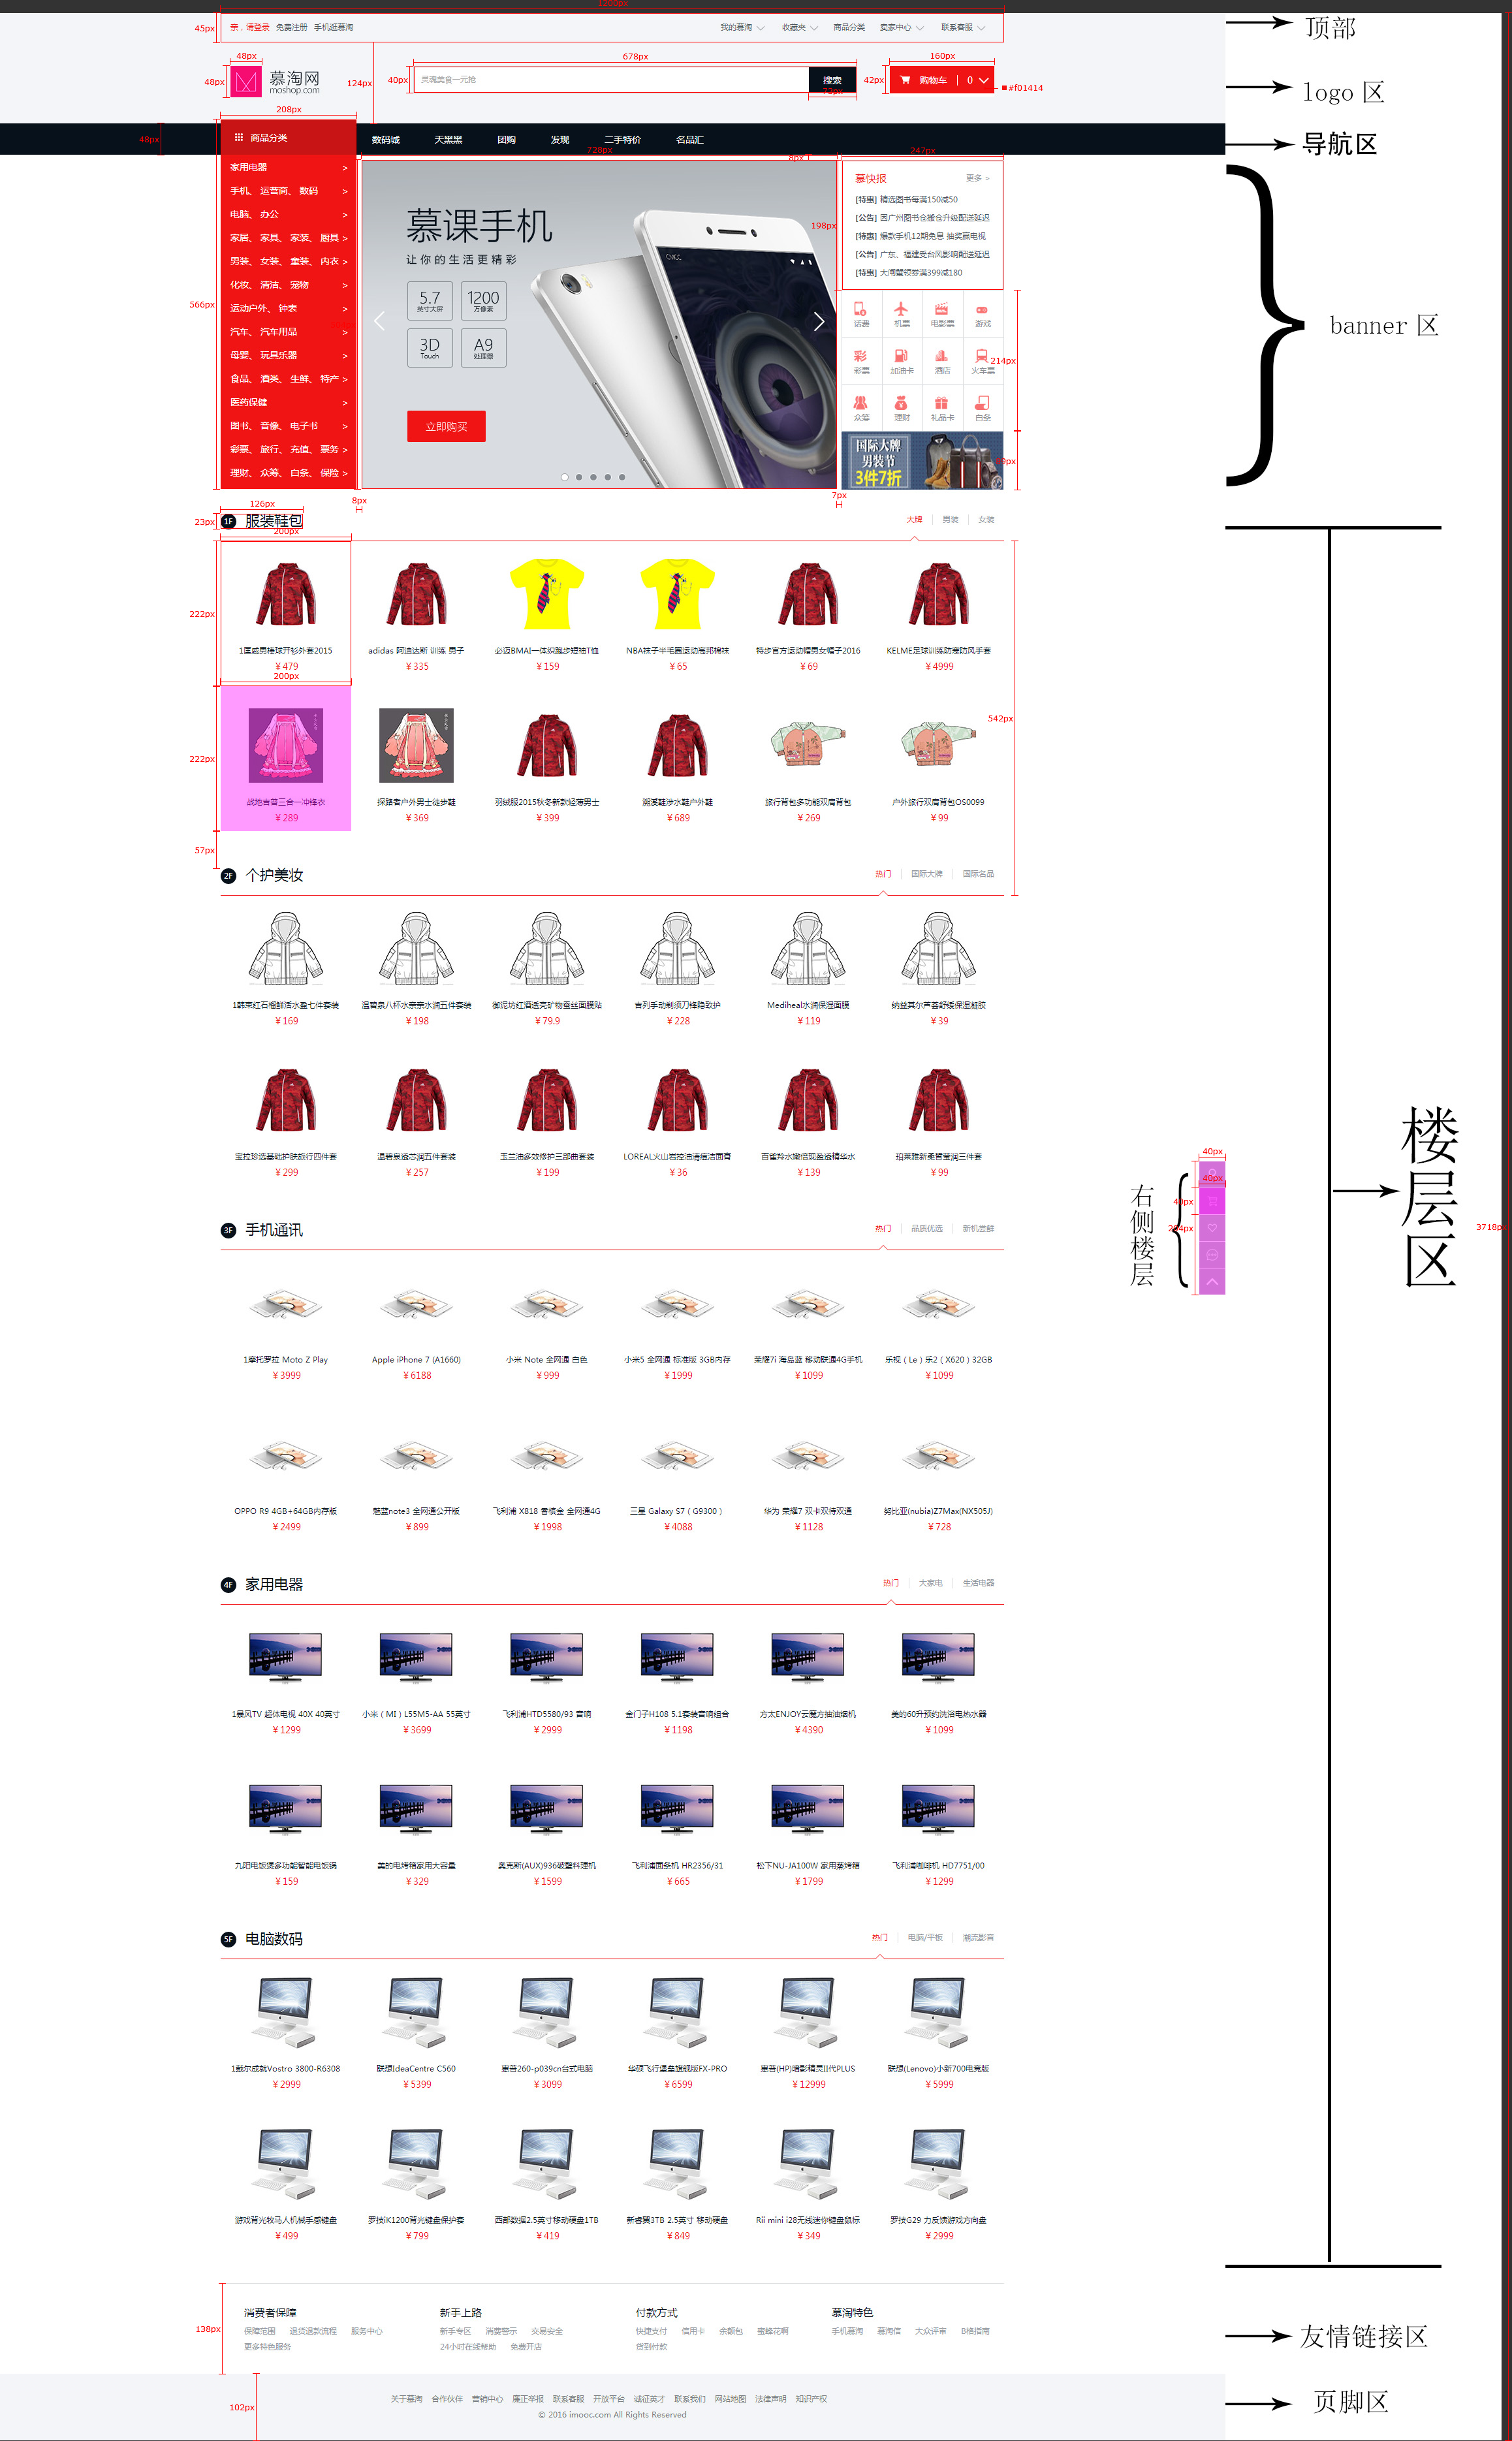 1200px
45px
亲，请登录 免费注册 手机逛慕淘
我的慕淘 收藏夹 商品分类 卖家中心 联系客服
顶部
48px
48px
慕淘网
moshop.com
124px
678px
40px
灵魂美食一元抢
搜索
160px
42px
购物车 0
#f01414
logo 区
208px
48px
商品分类
数码城 天黑黑 团购 发现 二手特价 名品汇
导航区
728px
8px
247px
家用电器 >
手机、 运营商、 数码 >
电脑、 办公 >
家居、 家具、 家装、 厨具 >
男装、 女装、 童装、 内衣 >
化妆、 清洁、 宠物 >
运动户外、 钟表 >
汽车、 汽车用品 >
母婴、 玩具乐器 >
食品、 酒类、 生鲜、 特产 >
医药保健 >
图书、 音像、 电子书 >
彩票、 旅行、 充值、 票务 >
理财、 众筹、 白条、 保险 >
566px
慕课手机
让你的生活更精彩
5.7
英寸大屏
1200
万像素
3D
Touch
A9
处理器
立即购买
198px
慕快报 更多 >
[特惠] 精选图书每满150减50
[公告] 因广州图书仓搬仓升级配送延迟
[特惠] 爆款手机12期免息 抽奖赢电视
[公告] 广东、福建受台风影响配送延迟
[特惠] 大闸蟹领券满399减180
话费 机票 电影票 游戏
彩
彩票 加油卡 酒店 火车票
214px
众筹 理财 礼品卡 白条
国际大牌
男装节
3件7折
banner 区
8px
7px
126px
23px
1F 服装鞋包
大牌 男装 女装
200px
222px
1匡威男棒球开衫外套2015 adidas 阿迪达斯 训练 男子 必迈BMAI一体织跑步短袖T恤 NBA袜子半毛圈运动高邦棉袜 特步官方运动帽男女帽子2016 KELME足球训练防寒防风手套
¥ 479 ¥ 335 ¥ 159 ¥ 65 ¥ 69 ¥ 4999
200px
222px
542px
战地吉普三合一冲锋衣 探路者户外男士徒步鞋 羽绒服2015秋冬新款轻薄男士 溯溪鞋涉水鞋户外鞋 旅行背包多功能双肩背包 户外旅行双肩背包OS0099
¥ 289 ¥ 369 ¥ 399 ¥ 689 ¥ 269 ¥ 99
57px
2F 个护美妆
热门 国际大牌 国际名品
1韩束红石榴鲜活水盈七件套装 温碧泉八杯水亲亲水润五件套装 御泥坊红酒透亮矿物蚕丝面膜贴 吉列手动剃须刀锋隐致护 Mediheal水润保湿面膜 纳益其尔芦荟舒缓保湿凝胶
¥ 169 ¥ 198 ¥ 79.9 ¥ 228 ¥ 119 ¥ 39
宝拉珍选基础护肤旅行四件套 温碧泉透芯润五件套装 玉兰油多效修护三部曲套装 LOREAL火山岩控油清痘洁面膏 百雀羚水嫩倍现盈透精华水 珀莱雅新柔皙莹润三件套
¥ 299 ¥ 257 ¥ 199 ¥ 36 ¥ 139 ¥ 99
40px
40px
40px
右侧楼层
楼层区
3718px
3F 手机通讯
热门 品质优选 新机尝鲜
1摩托罗拉 Moto Z Play Apple iPhone 7 (A1660) 小米 Note 全网通 白色 小米5 全网通 标准版 3GB内存 荣耀7i 海岛蓝 移动联通4G手机 乐视（Le）乐2（X620）32GB
¥ 3999 ¥ 6188 ¥ 999 ¥ 1999 ¥ 1099 ¥ 1099
OPPO R9 4GB+64GB内存版 魅蓝note3 全网通公开版 飞利浦 X818 香槟金 全网通4G 三星 Galaxy S7（G9300） 华为 荣耀7 双卡双待双通 努比亚(nubia)Z7Max(NX505J)
¥ 2499 ¥ 899 ¥ 1998 ¥ 4088 ¥ 1128 ¥ 728
4F 家用电器
热门 大家电 生活电器
1暴风TV 超体电视 40X 40英寸 小米（MI）L55M5-AA 55英寸 飞利浦HTD5580/93 音响 金门子H108 5.1套装音响组合 方太ENJOY云魔方抽油烟机 美的60升预约洗浴电热水器
¥ 1299 ¥ 3699 ¥ 2999 ¥ 1198 ¥ 4390 ¥ 1099
九阳电饭煲多功能智能电饭锅 美的电烤箱家用大容量 奥克斯(AUX)936破壁料理机 飞利浦面条机 HR2356/31 松下NU-JA100W 家用蒸烤箱 飞利浦咖啡机 HD7751/00
¥ 159 ¥ 329 ¥ 1599 ¥ 665 ¥ 1799 ¥ 1299
5F 电脑数码
热门 电脑/平板 潮流影音
1戴尔成就Vostro 3800-R6308 联想IdeaCentre C560 惠普260-p039cn台式电脑 华硕飞行堡垒旗舰版FX-PRO 惠普(HP)暗影精灵II代PLUS 联想(Lenovo)小新700电竞版
¥ 2999 ¥ 5399 ¥ 3099 ¥ 6599 ¥ 12999 ¥ 5999
游戏背光牧马人机械手感键盘 罗技iK1200背光键盘保护套 西部数据2.5英寸移动硬盘1TB 新睿翼3TB 2.5英寸 移动硬盘 Rii mini i28无线迷你键盘鼠标 罗技G29 力反馈游戏方向盘
¥ 499 ¥ 799 ¥ 419 ¥ 849 ¥ 349 ¥ 2999
138px
消费者保障 新手上路 付款方式 慕淘特色
保障范围 退货退款流程 服务中心 新手专区 消费警示 交易安全 快捷支付 信用卡 余额包 蜜蜂花啊 手机慕淘 慕淘信 大众评审 B格指南
更多特色服务 24小时在线帮助 免费开店 货到付款
友情链接区
102px
关于慕淘 合作伙伴 营销中心 廉正举报 联系客服 开放平台 诚征英才 联系我们 网站地图 法律声明 知识产权
© 2016 imooc.com All Rights Reserved
页脚区